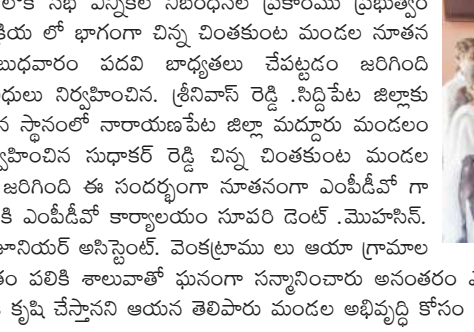 లోక్ సభ ఎన్నికల నిబంధనల ప్రకారము ప్రభుత్వం
క్రియ లో భాగంగా చిన్న చింతకుంట మండల నూతన
బుధవారం పదవి బాధ్యతలు చేపట్టడం జరిగింది
ధులు నిర్వహించిన. శ్రీనివాస్ రెడ్డి .సిద్దిపేట జిల్లాకు
న స్థానంలో నారాయణపేట జిల్లా మద్దూరు మండలం
ర్వహించిన సుధాకర్ రెడ్డి చిన్న చింతకుంట మండల
జరిగింది ఈ సందర్భంగా నూతనంగా ఎంపీడీవో గా
కి ఎంపీడీవో కార్యాలయం సూపరి డెంట్ .మొహసిన్.
జూనియర్ అసిస్టెంట్. వెంకట్రాము లు ఆయా గ్రామాల
తం పలికి శాలువాతో ఘనంగా సన్మానించారు అనంతరం
కృషి చేస్తానని ఆయన తెలిపారు మండల అభివృద్ధి కోసం